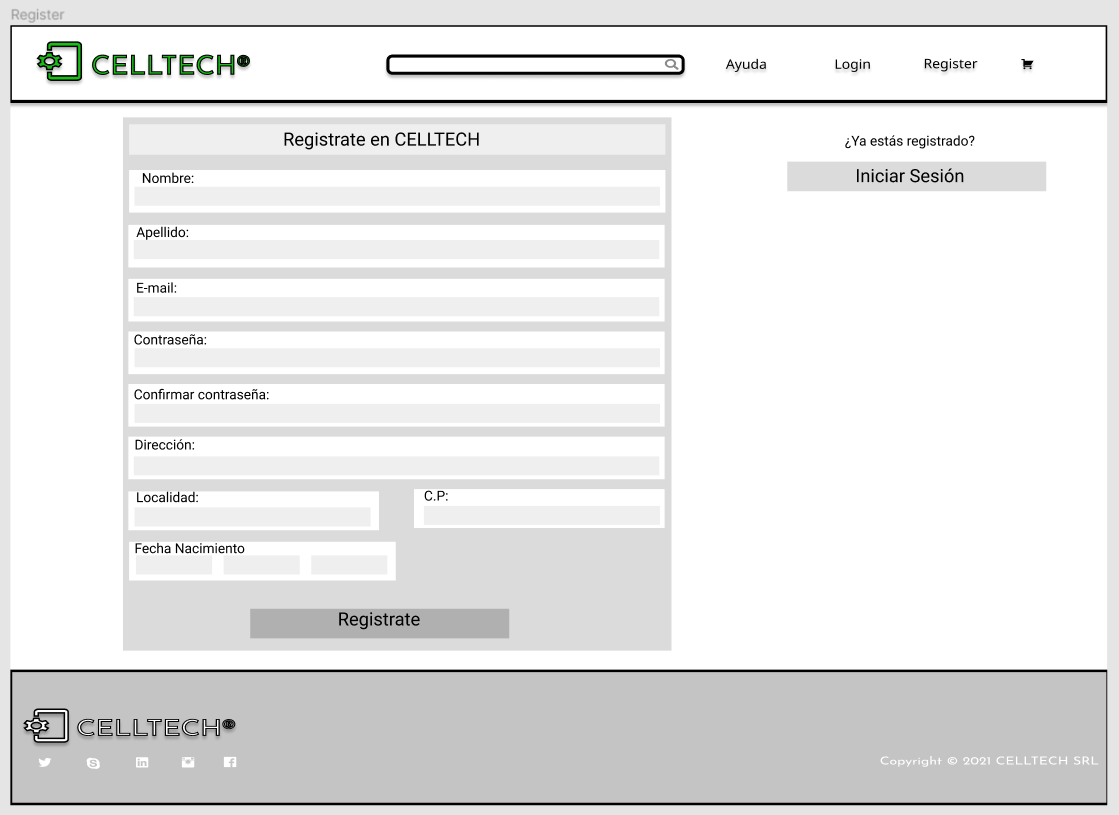 Register
CELLTECH®
Ayuda
Login
Register
Registrate en CELLTECH
¿Ya estás registrado?
Iniciar Sesión
Nombre:
Apellido:
E-mail:
Contraseña:
Confirmar contraseña:
Dirección:
Localidad:
C.P:
Fecha Nacimiento
Registrate
CELLTECH®
Copyright © 2021 CELLTECH SRL